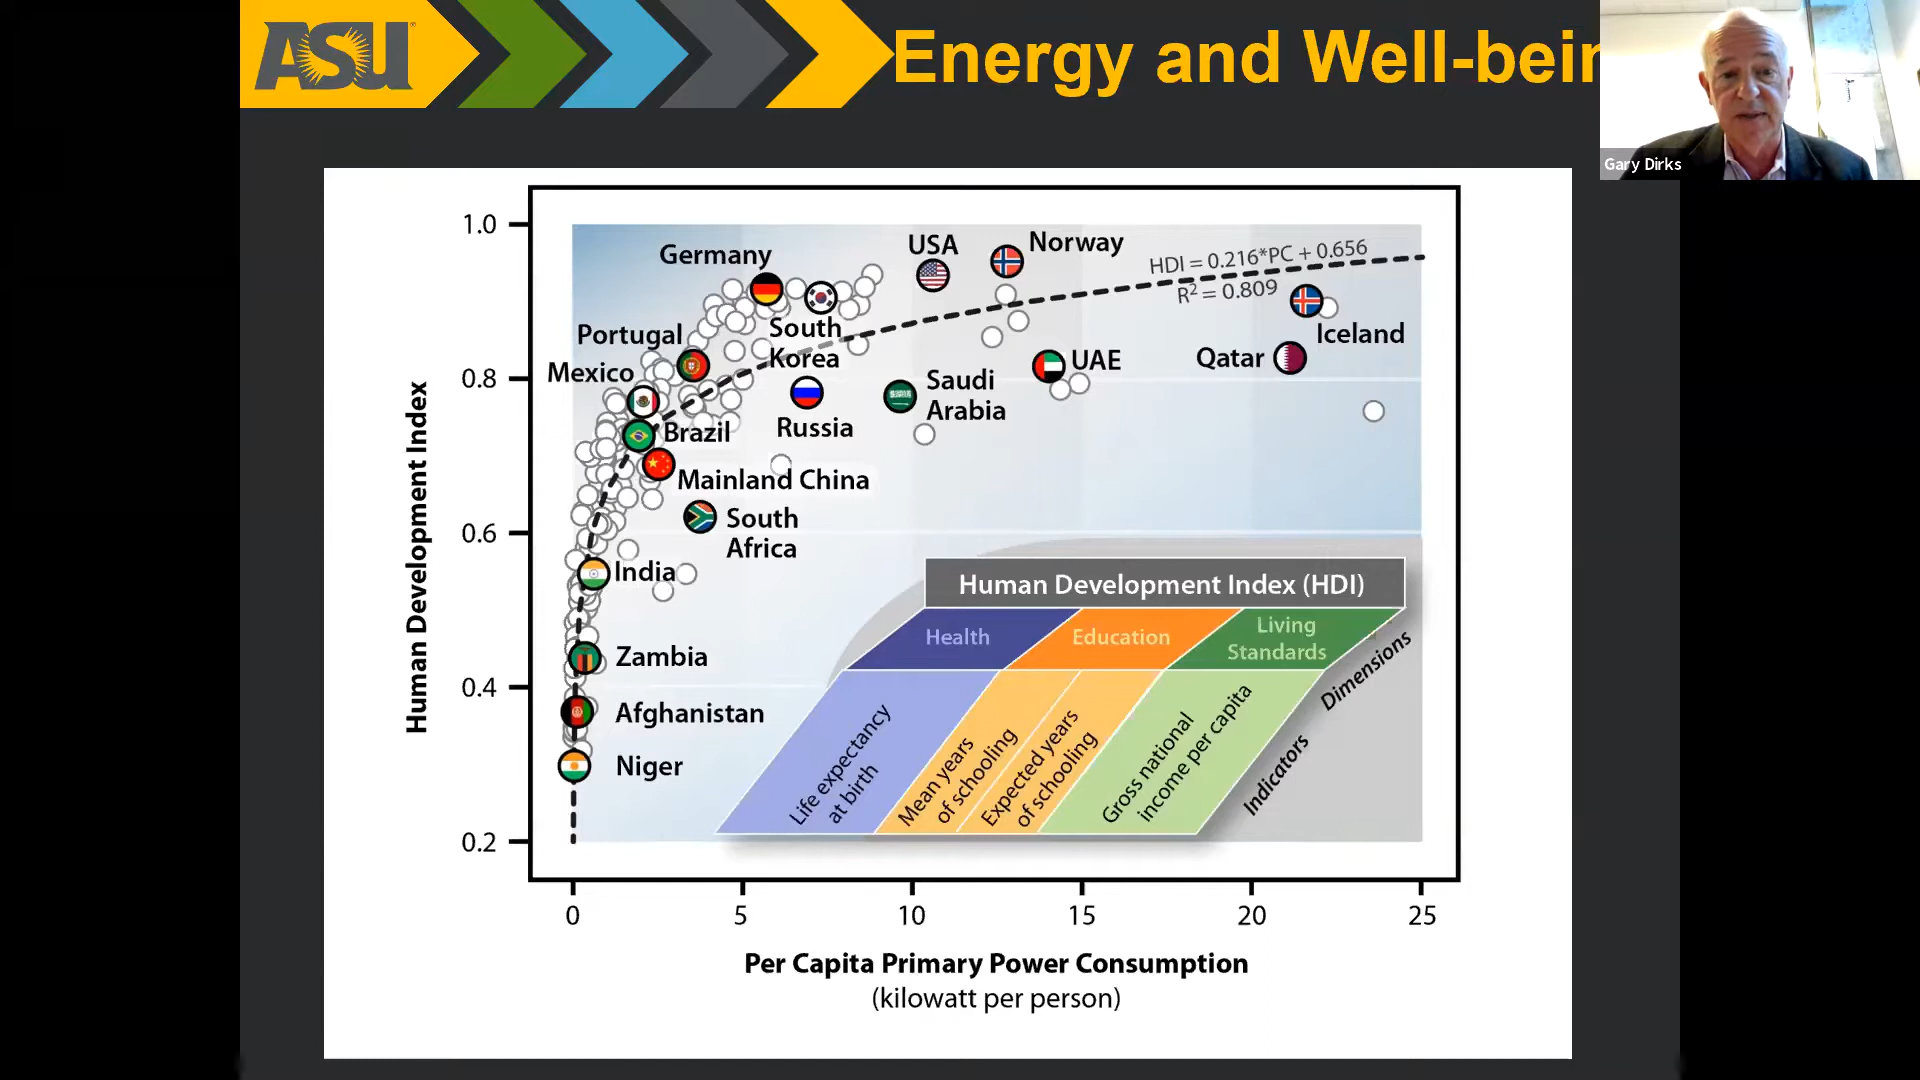 ASU
Energy and Well-bein
Gary Dirks
Human Development Index
1.0
0.8
0.6
0.4
0.2
Germany
USA
Norway
HDI = 0.216*PC + 0.656
R² = 0.809
Portugal
South
Korea
Iceland
Mexico
UAE
Qatar
Saudi
Arabia
Brazil
Russia
Mainland China
South
Africa
India
Zambia
Afghanistan
Niger
Human Development Index (HDI)
Health
Education
Living
Standards
Dimensions
Life expectancy
at birth
Mean years
of schooling
Expected years
of schooling
Gross national
income per capita
Indicators
0
5
10
15
20
25
Per Capita Primary Power Consumption
(kilowatt per person)